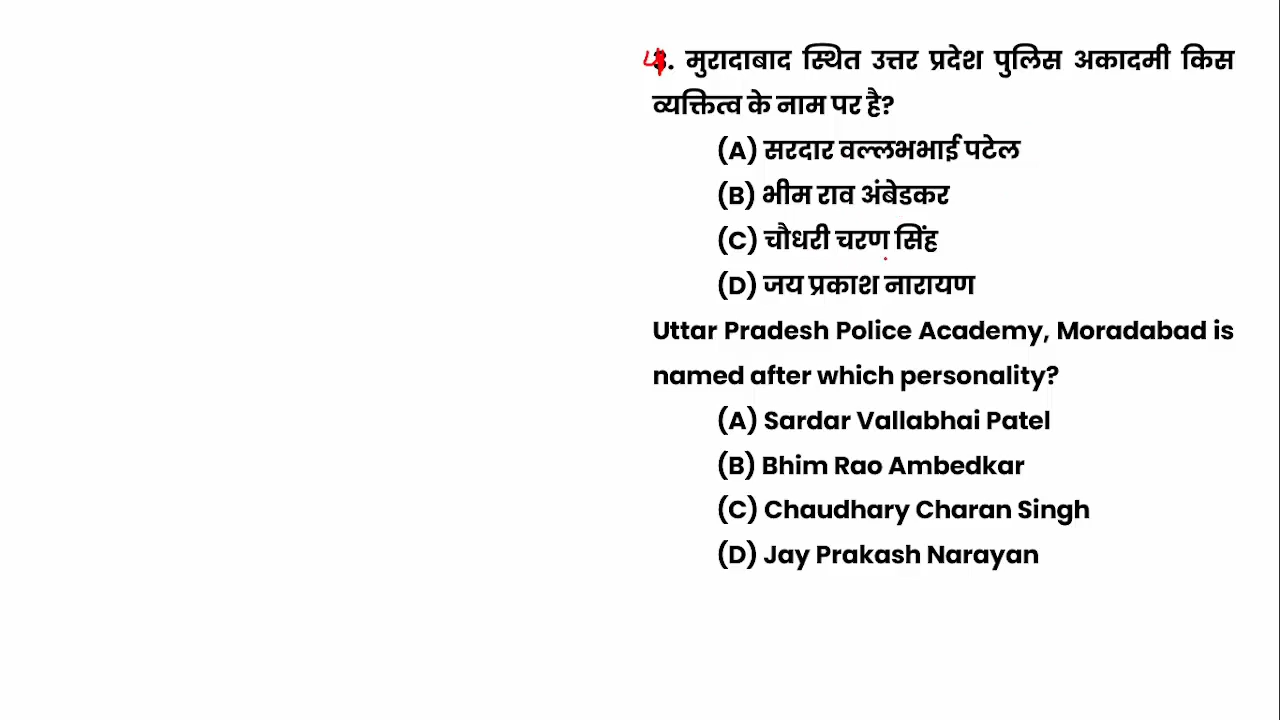 4. मुरादाबाद स्थित उत्तर प्रदेश पुलिस अकादमी किस
व्यक्तित्व के नाम पर है?
(A) सरदार वल्लभभाई पटेल
(B) भीम राव अंबेडकर
(C) चौधरी चरण सिंह
(D) जय प्रकाश नारायण
Uttar Pradesh Police Academy, Moradabad is
named after which personality?
(A) Sardar Vallabhai Patel
(B) Bhim Rao Ambedkar
(C) Chaudhary Charan Singh
(D) Jay Prakash Narayan